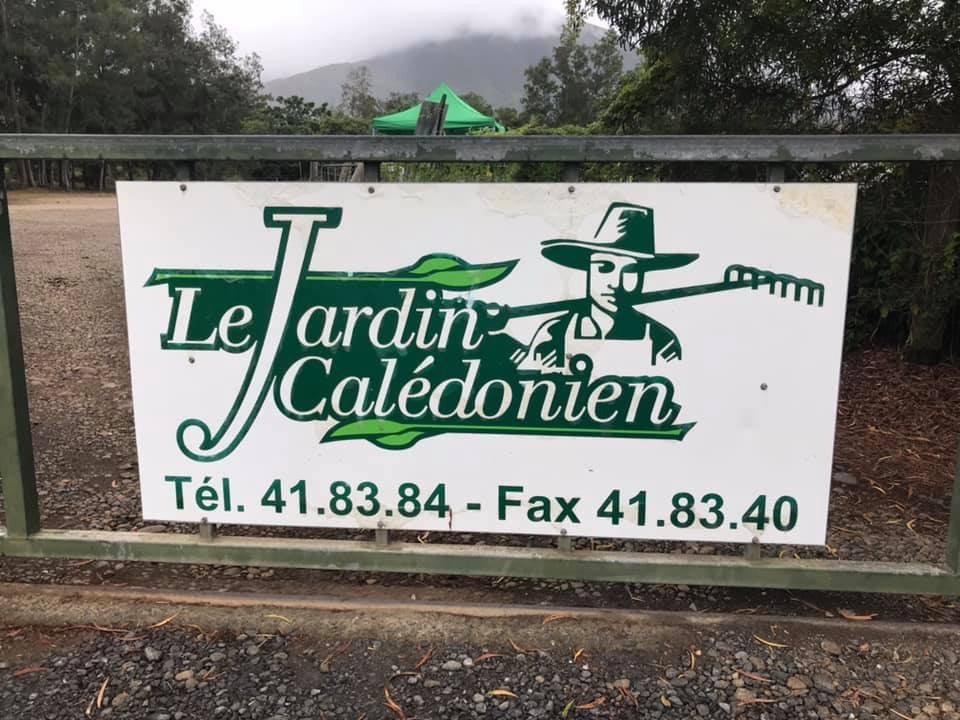 Le Jardin
Calédonien
Tél. 41.83.84 - Fax 41.83.40